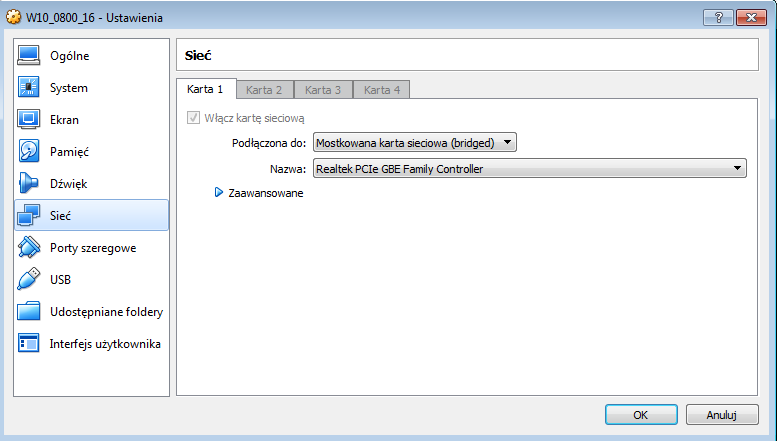 W10_0800_16 - Ustawienia
Ogólne
System
Ekran
Pamięć
Dźwięk
Sieć
Porty szeregowe
USB
Udostępniane foldery
Interfejs użytkownika
Sieć
Karta 1 Karta 2 Karta 3 Karta 4
Włącz kartę sieciową
Podłączona do: Mostkowana karta sieciowa (bridged)
Nazwa: Realtek PCIe GBE Family Controller
Zaawansowane
OK Anuluj